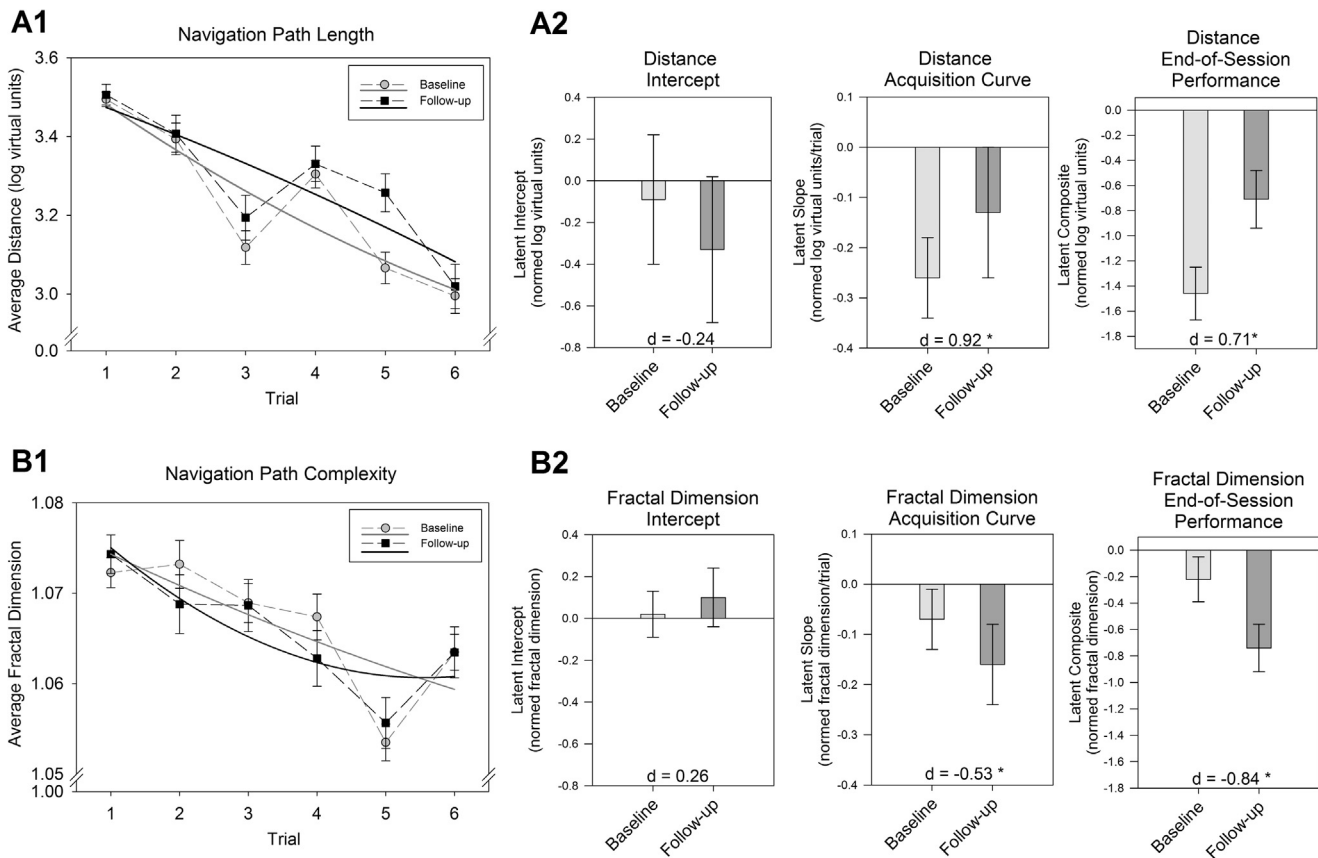 A1
Navigation Path Length
Average Distance (log virtual units)
3.6
3.4
3.2
3.0
0.0
Baseline
Follow-up
1 2 3 4 5 6
Trial
A2
Distance
Intercept
Latent Intercept
(normed log virtual units)
0.4
0.2
0.0
-0.2
-0.4
-0.6
-0.8
d = -0.24
Baseline
Follow-up
Distance
Acquisition Curve
Latent Slope
(normed log virtual units/trial)
0.1
0.0
-0.1
-0.2
-0.3
-0.4
d = 0.92 *
Baseline
Follow-up
Distance
End-of-Session
Performance
Latent Composite
(normed log virtual units)
0.0
-0.2
-0.4
-0.6
-0.8
-1.0
-1.2
-1.4
-1.6
-1.8
d = 0.71*
Baseline
Follow-up
B1
Navigation Path Complexity
Average Fractal Dimension
1.08
1.07
1.06
1.05
1.00
Baseline
Follow-up
1 2 3 4 5 6
Trial
B2
Fractal Dimension
Intercept
Latent Intercept
(normed fractal dimension)
0.4
0.2
0.0
-0.2
-0.4
-0.6
-0.8
d = 0.26
Baseline
Follow-up
Fractal Dimension
Acquisition Curve
Latent Slope
(normed fractal dimension/trial)
0.1
0.0
-0.1
-0.2
-0.3
-0.4
d = -0.53 *
Baseline
Follow-up
Fractal Dimension
End-of-Session
Performance
Latent Composite
(normed fractal dimension)
0.0
-0.2
-0.4
-0.6
-0.8
-1.0
-1.2
-1.4
-1.6
-1.8
d = -0.84 *
Baseline
Follow-up